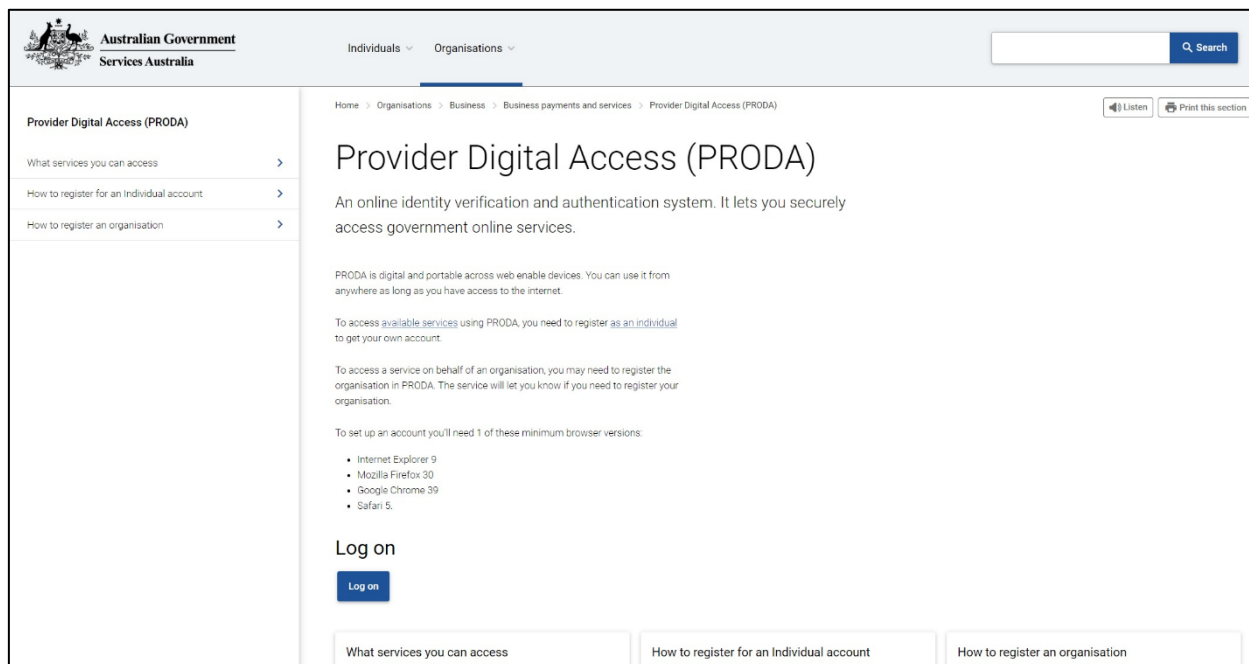 Australian Government
Services Australia
Individuals
Organisations
Search
Provider Digital Access (PRODA)
What services you can access
How to register for an Individual account
How to register an organisation
Home > Organisations > Business > Business payments and services > Provider Digital Access (PRODA)
Listen
Print this section
Provider Digital Access (PRODA)
An online identity verification and authentication system. It lets you securely
access government online services.
PRODA is digital and portable across web enable devices. You can use it from
anywhere as long as you have access to the internet.
To access available services using PRODA, you need to register as an individual
to get your own account.
To access a service on behalf of an organisation, you may need to register the
organisation in PRODA. The service will let you know if you need to register your
organisation.
To set up an account you'll need 1 of these minimum browser versions:
• Internet Explorer 9
• Mozilla Firefox 30
• Google Chrome 39
• Safari 5.
Log on
Log on
What services you can access
How to register for an Individual account
How to register an organisation